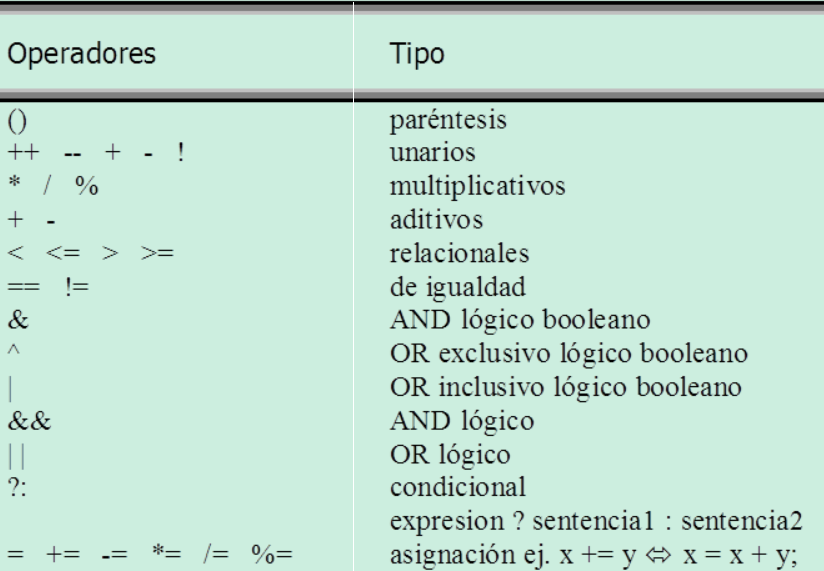 Operadores Tipo
() paréntesis
++ -- + - ! unarios
* / % multiplicativos
+ - aditivos
< <= > >= relacionales
== != de igualdad
& AND lógico booleano
^ OR exclusivo lógico booleano
| OR inclusivo lógico booleano
&& AND lógico
|| OR lógico
?: condicional
expresion ? sentencia1 : sentencia2
= += -= *= /= %= asignación ej. x += y ⇔ x = x + y;